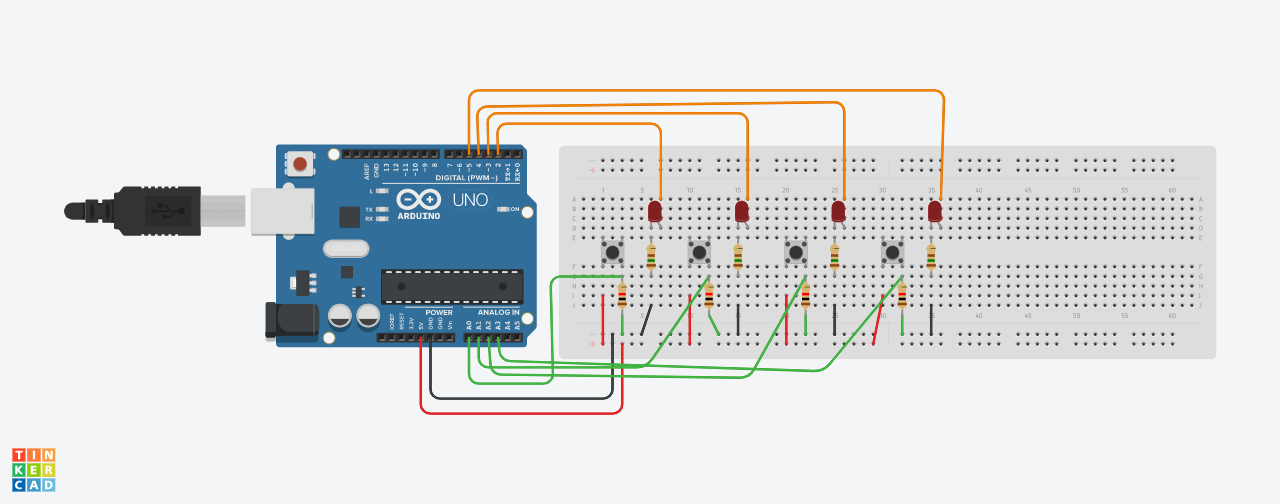 AREF
GND
13
12
~11
~10
~9
8
7
~6
~5
4
~3
2
TX→1
RX←0
DIGITAL (PWM~)
L
TX
RX
ARDUINO
UNO
ON
POWER
ANALOG IN
IOREF
RESET
3.3V
5V
GND
GND
Vin
A0
A1
A2
A3
A4
A5
1 5 10 15 20 25 30 35 40 45 50 55 60
A A
B B
C C
D D
E E
F F
G G
H H
I I
J J
5 10 15 20 25 30 35 40 45 50 55 60
TIN
KER
CAD